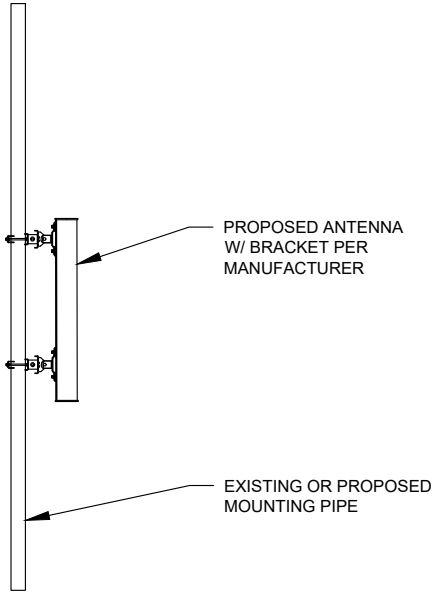 PROPOSED ANTENNA
W/ BRACKET PER
MANUFACTURER
EXISTING OR PROPOSED
MOUNTING PIPE